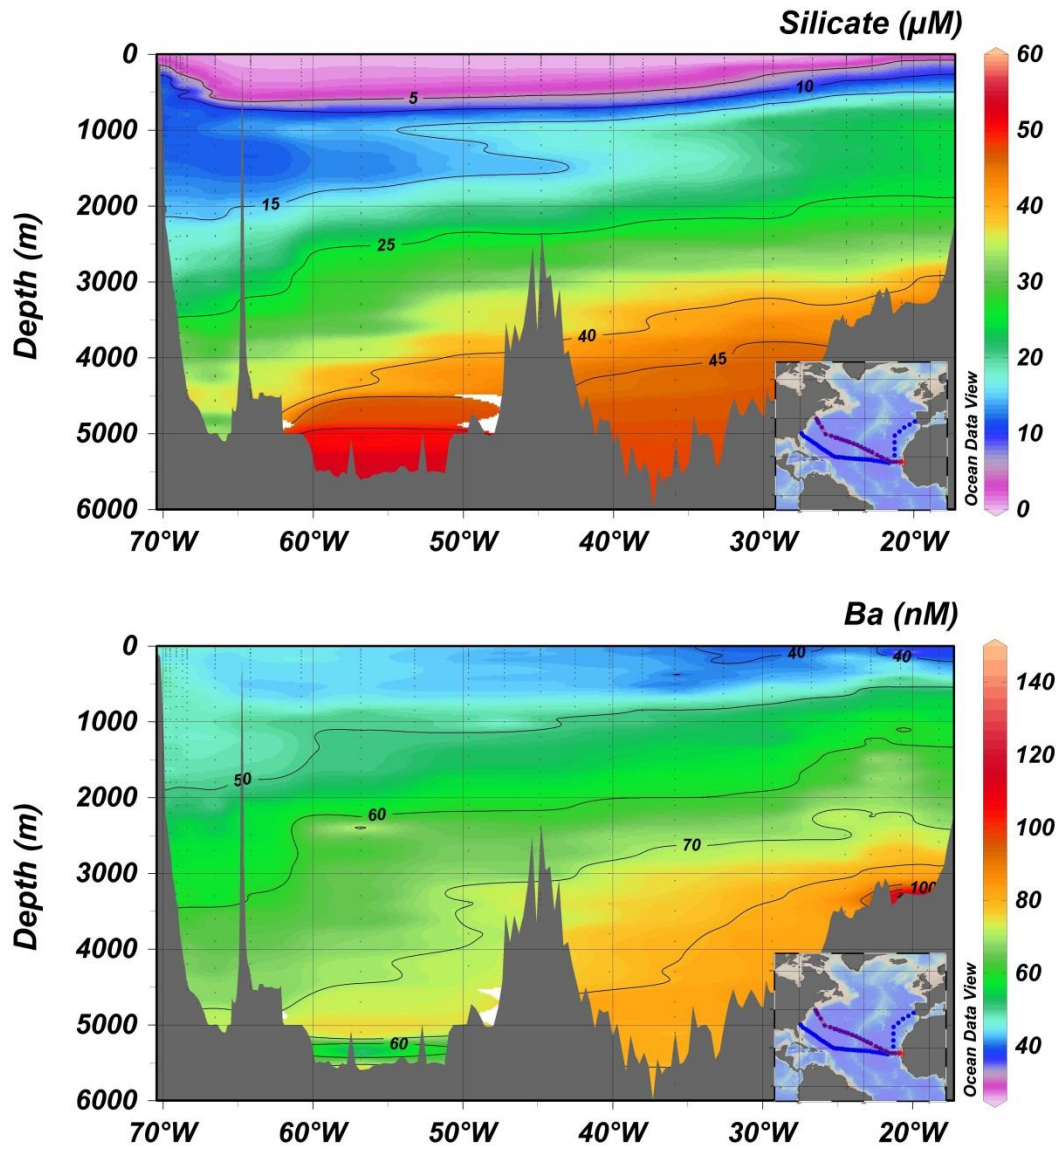 Silicate (µM)
0
1000
2000
3000
4000
5000
6000
Depth (m)
5
10
15
25
40
45
60
50
40
30
20
10
0
Ocean Data View
70°W
60°W
50°W
40°W
30°W
20°W
Ba (nM)
0
1000
2000
3000
4000
5000
6000
Depth (m)
40
40
50
60
70
100
60
140
120
100
80
60
40
Ocean Data View
70°W
60°W
50°W
40°W
30°W
20°W